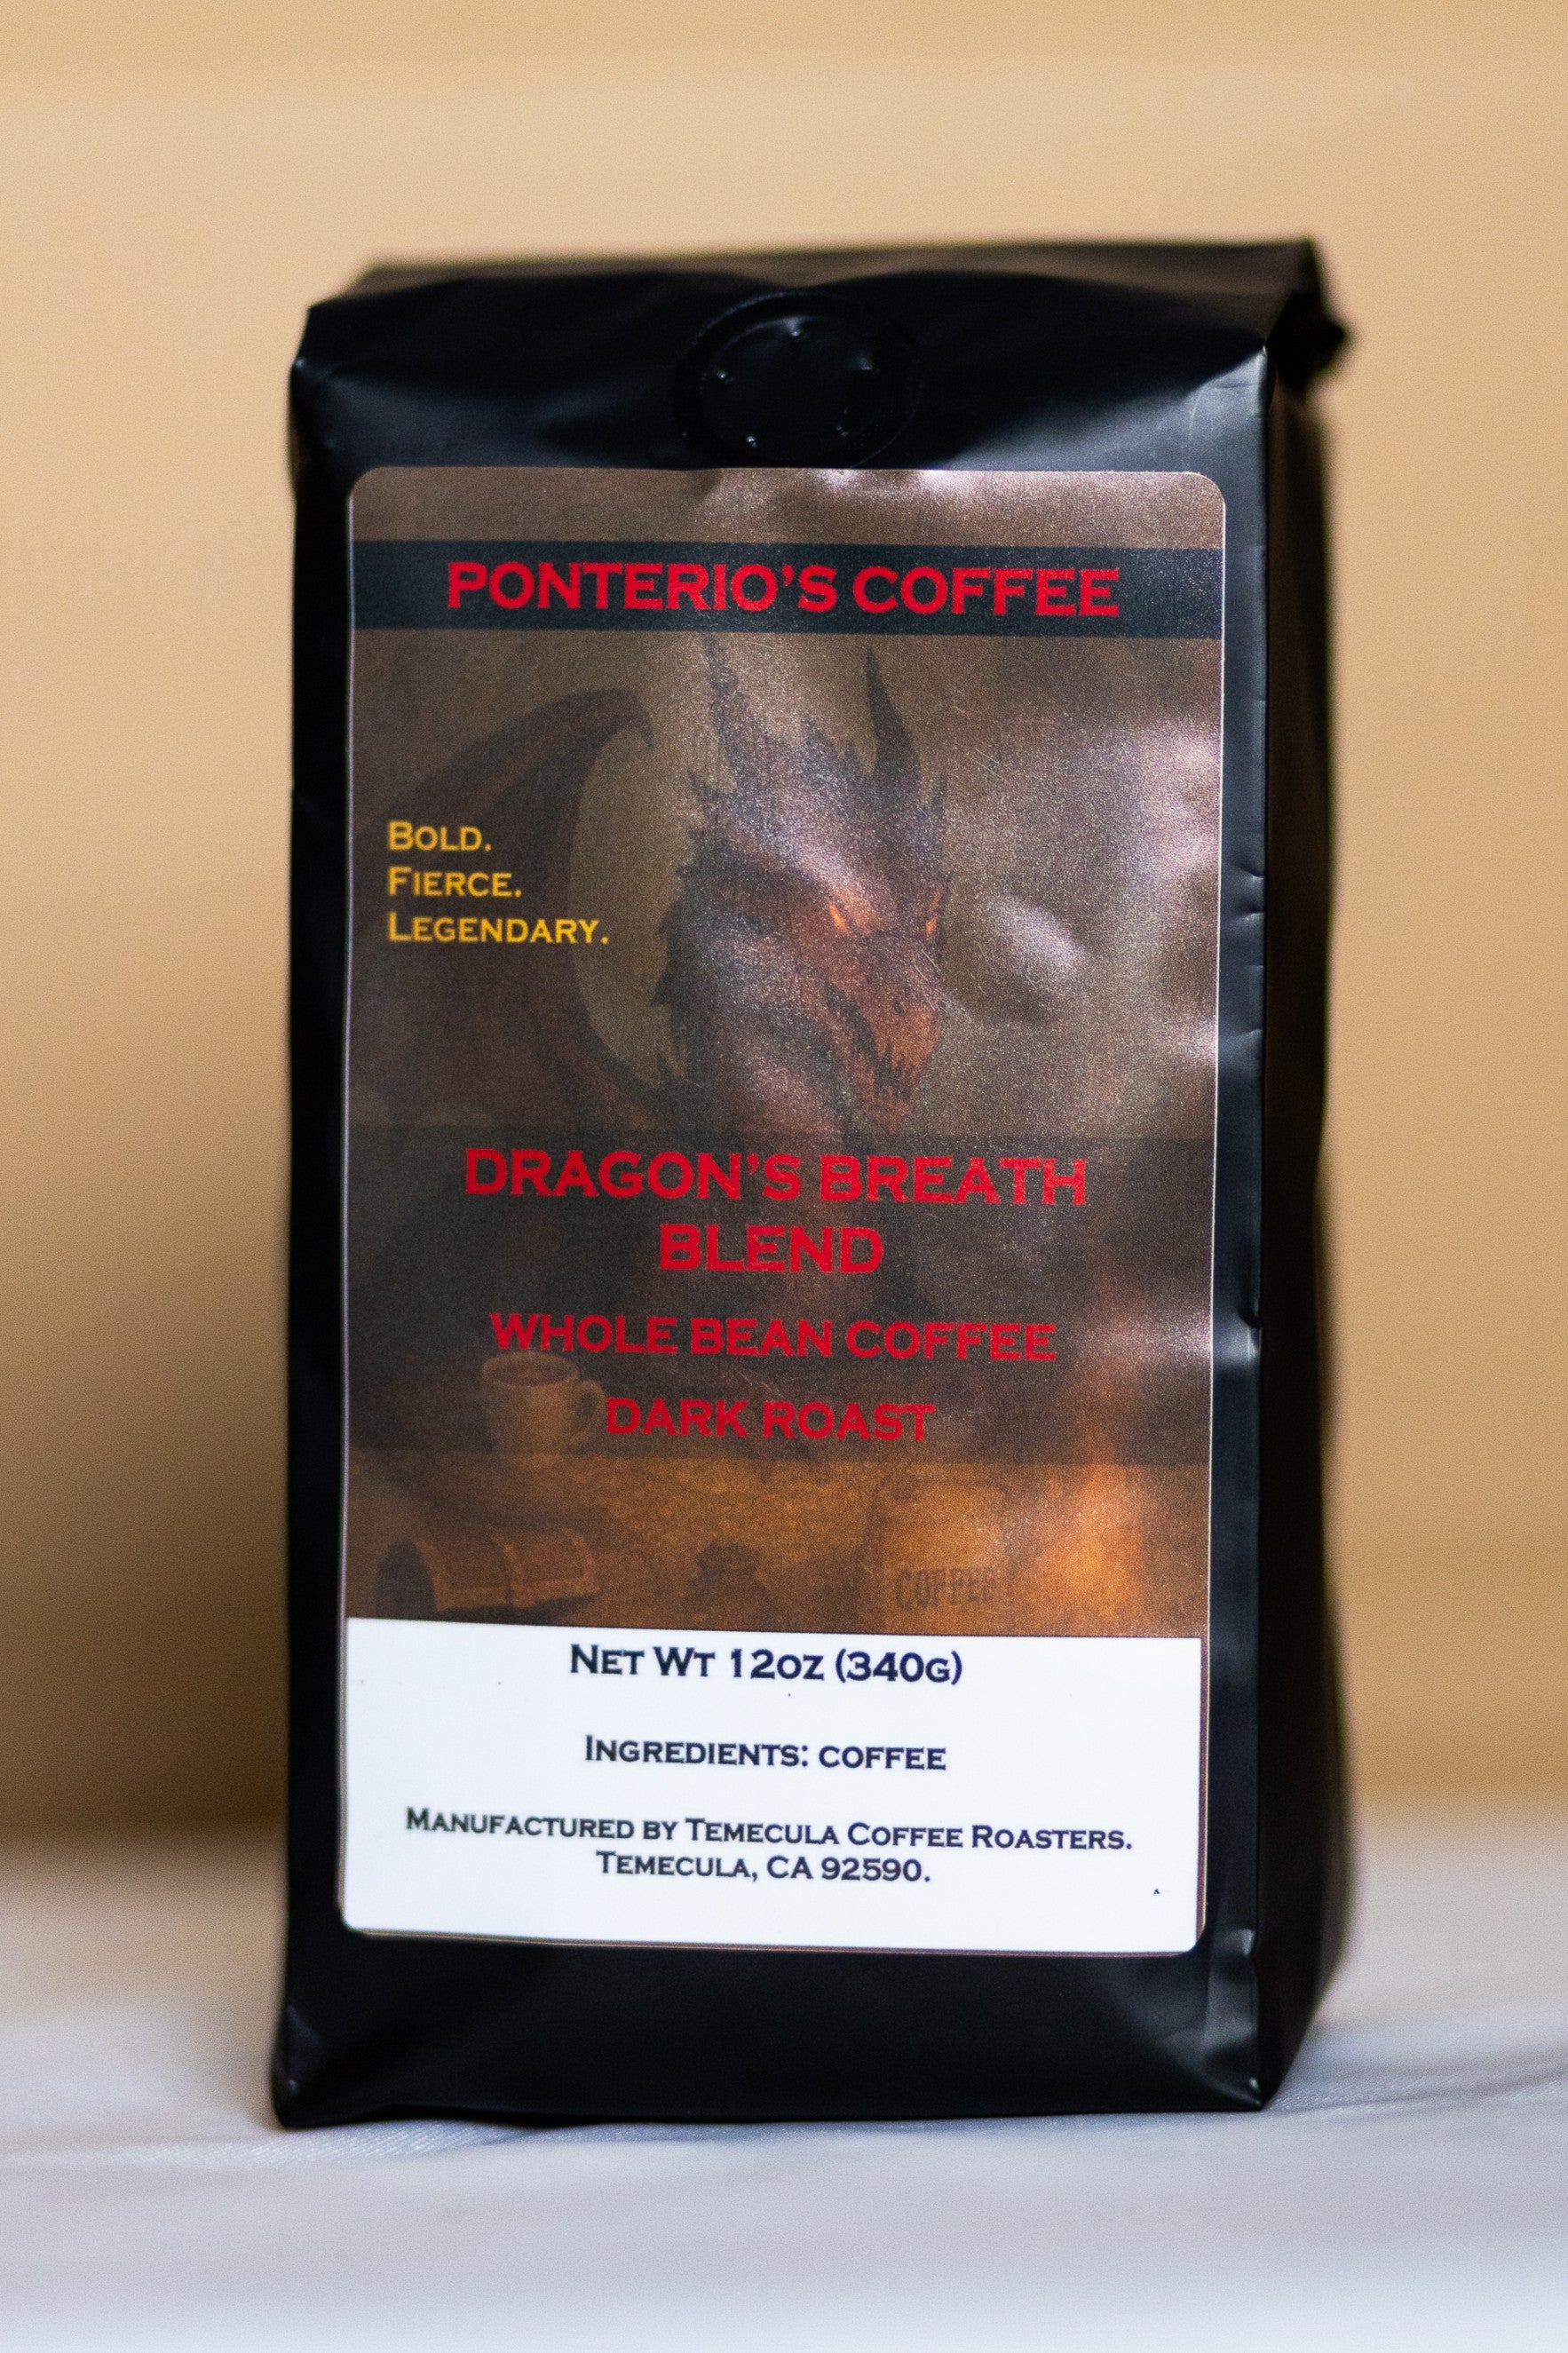 PONTERIO'S COFFEE
BOLD.
FIERCE.
LEGENDARY.
DRAGON'S BREATH
BLEND
WHOLE BEAN COFFEE
DARK ROAST
COFFEE
NET WT 12OZ (340G)
INGREDIENTS: COFFEE
MANUFACTURED BY TEMECULA COFFEE ROASTERS.
TEMECULA, CA 92590.